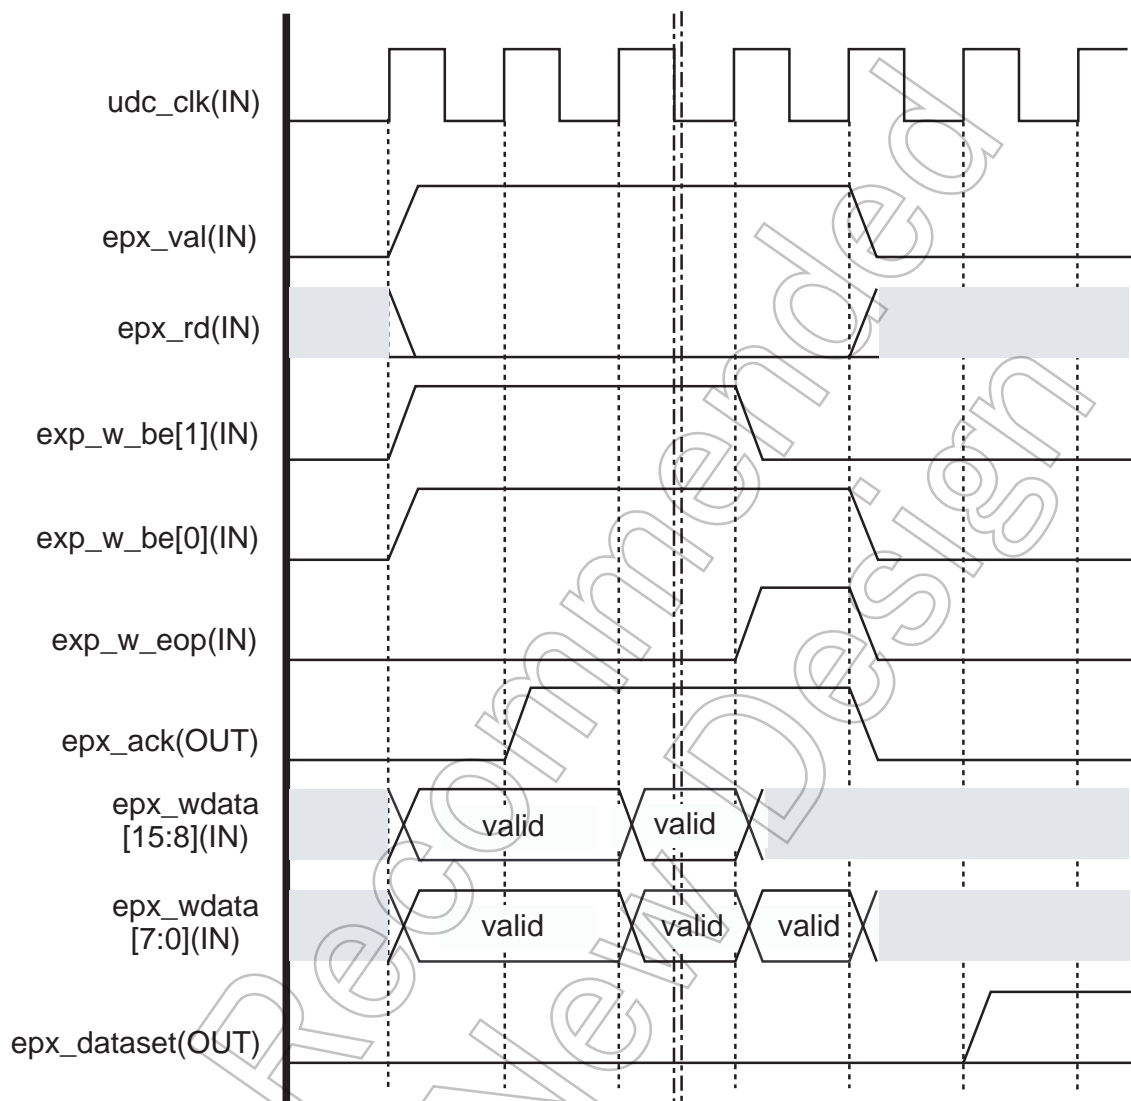 udc_clk(IN)
epx_val(IN)
epx_rd(IN)
exp_w_be[1](IN)
exp_w_be[0](IN)
exp_w_eop(IN)
epx_ack(OUT)
epx_wdata
[15:8](IN)
valid valid
epx_wdata
[7:0](IN)
valid valid valid
epx_dataset(OUT)
Recommended
New Design